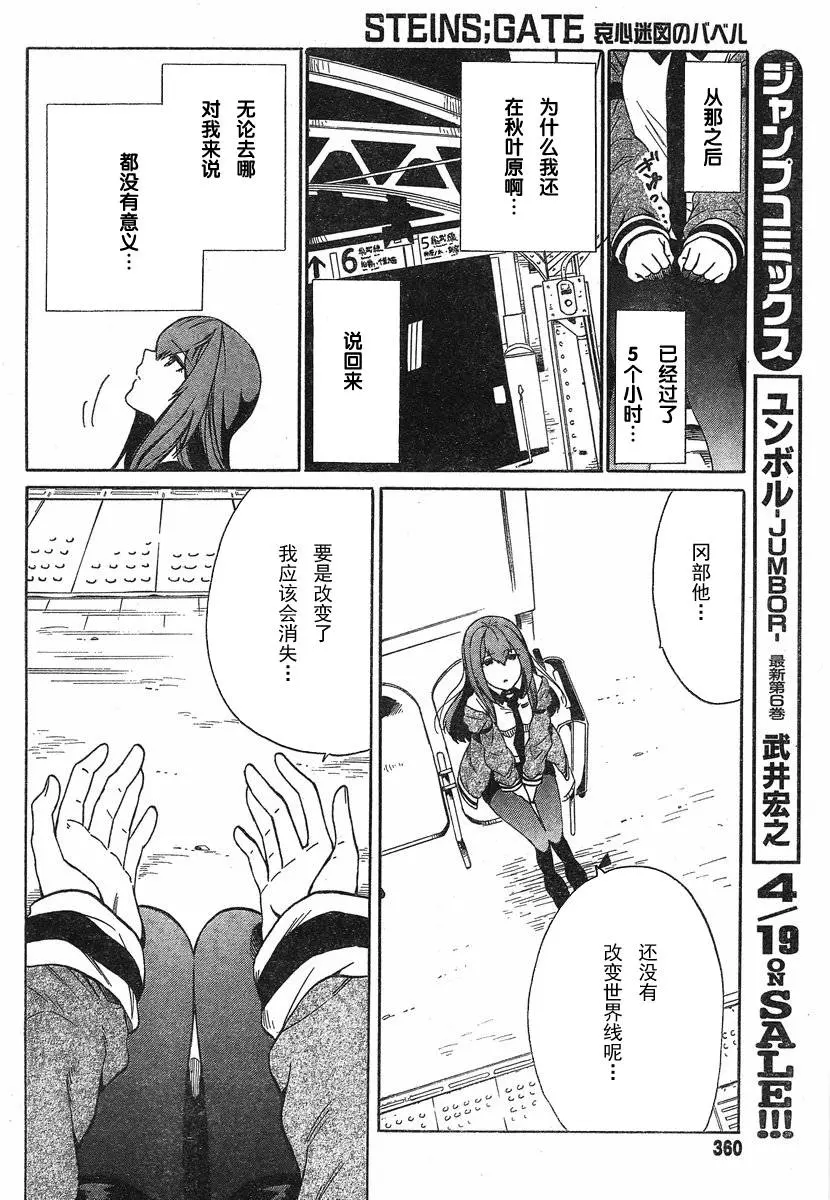 STEINS;GATE 哀心迷図のバベル
从那之后
ぎゅっ…
已经过了
5个小时…
为什么我还
在秋叶原啊…
6
5
说回来
无论去哪
对我来说
都没有意义…
冈部他…
还没有
改变世界线呢…
要是改变了
我应该会消失…
ジャンプコミックス
ユンボル-JUMBOR-
最新第6巻
武井宏之
4/19 ON SALE!!!
360